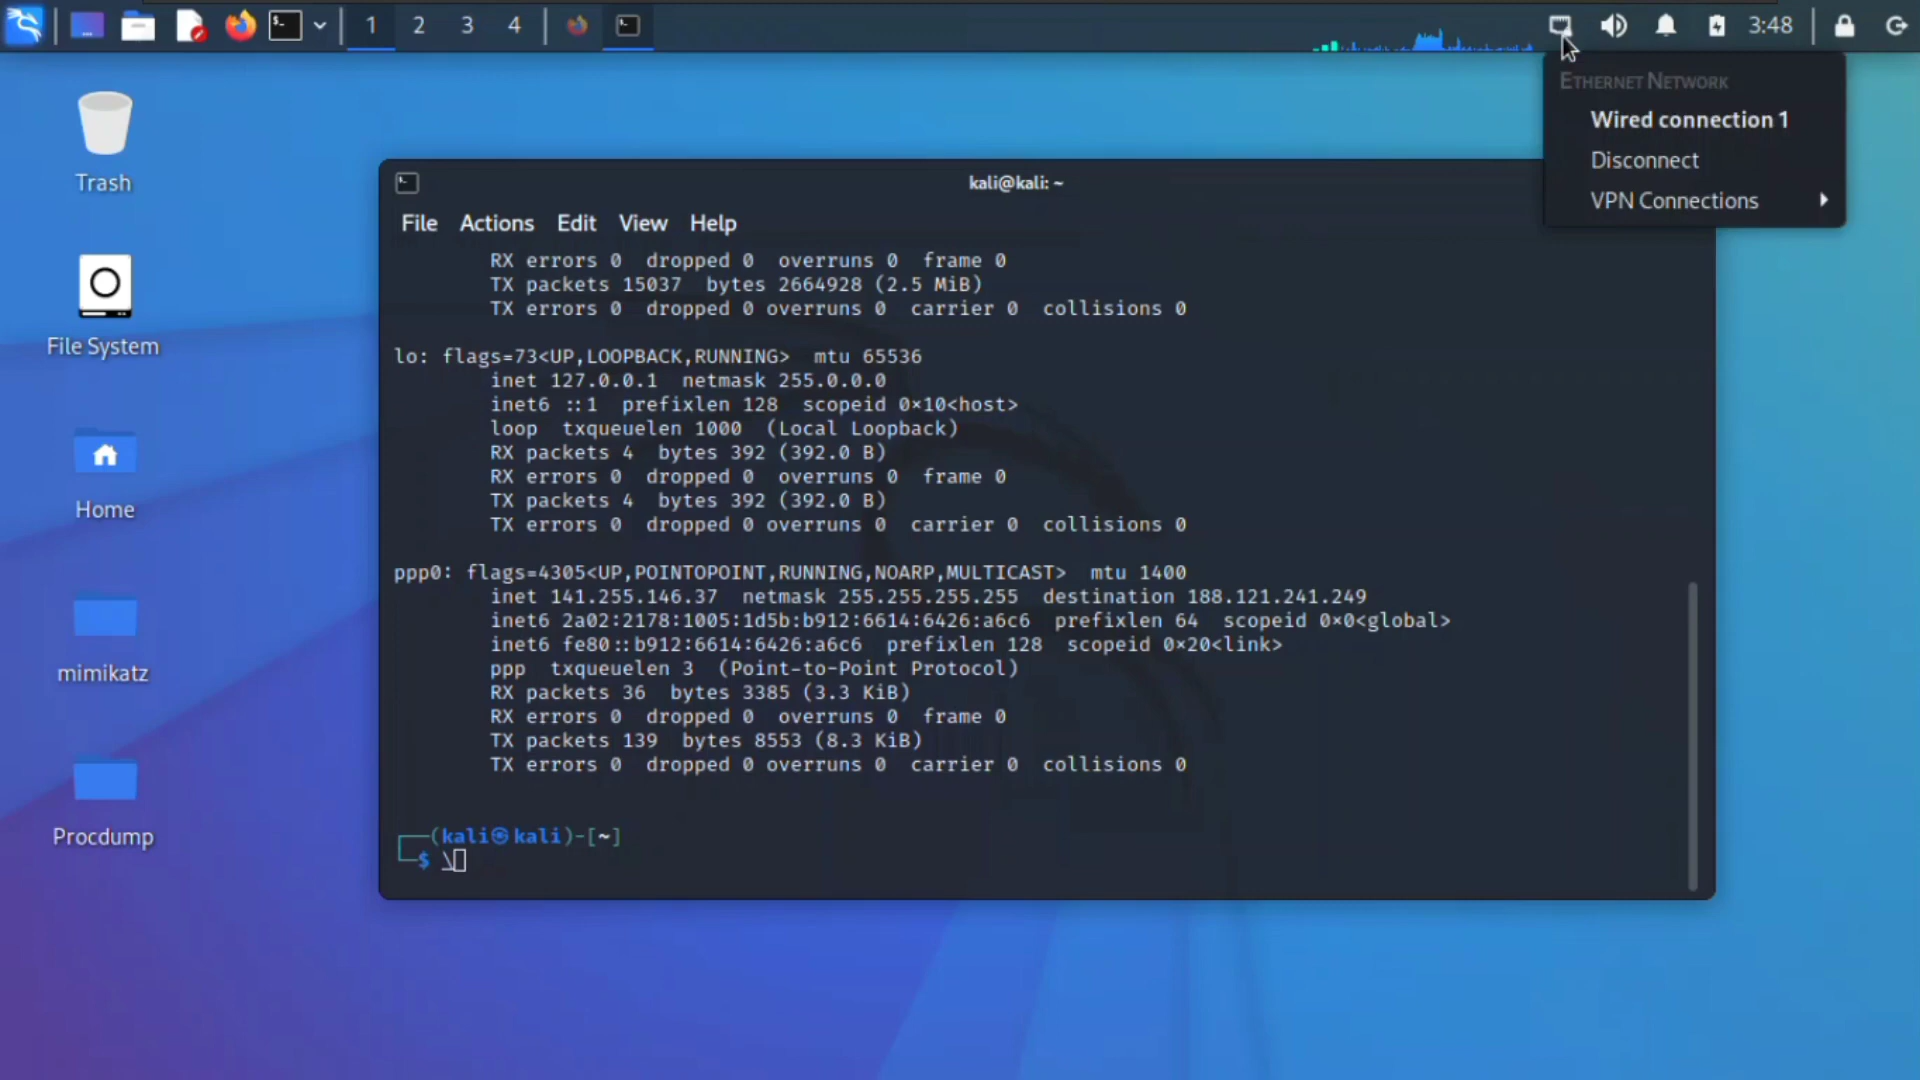 1 2 3 4
3:48
Ethernet Network
Wired connection 1
Disconnect
VPN Connections
Trash
File System
Home
mimikatz
Procdump
kali@kali: ~
File Actions Edit View Help
RX errors 0 dropped 0 overruns 0 frame 0
TX packets 15037 bytes 2664928 (2.5 MiB)
TX errors 0 dropped 0 overruns 0 carrier 0 collisions 0
lo: flags=73<UP,LOOPBACK,RUNNING> mtu 65536
inet 127.0.0.1 netmask 255.0.0.0
inet6 ::1 prefixlen 128 scopeid 0×10<host>
loop txqueuelen 1000 (Local Loopback)
RX packets 4 bytes 392 (392.0 B)
RX errors 0 dropped 0 overruns 0 frame 0
TX packets 4 bytes 392 (392.0 B)
TX errors 0 dropped 0 overruns 0 carrier 0 collisions 0
ppp0: flags=4305<UP,POINTOPOINT,RUNNING,NOARP,MULTICAST> mtu 1400
inet 141.255.146.37 netmask 255.255.255.255 destination 188.121.241.249
inet6 2a02:2178:1005:1d5b:b912:6614:6426:a6c6 prefixlen 64 scopeid 0×0<global>
inet6 fe80::b912:6614:6426:a6c6 prefixlen 128 scopeid 0×20<link>
ppp txqueuelen 3 (Point-to-Point Protocol)
RX packets 36 bytes 3385 (3.3 KiB)
RX errors 0 dropped 0 overruns 0 frame 0
TX packets 139 bytes 8553 (8.3 KiB)
TX errors 0 dropped 0 overruns 0 carrier 0 collisions 0
┌──(kali㉿kali)-[~]
└─$ \